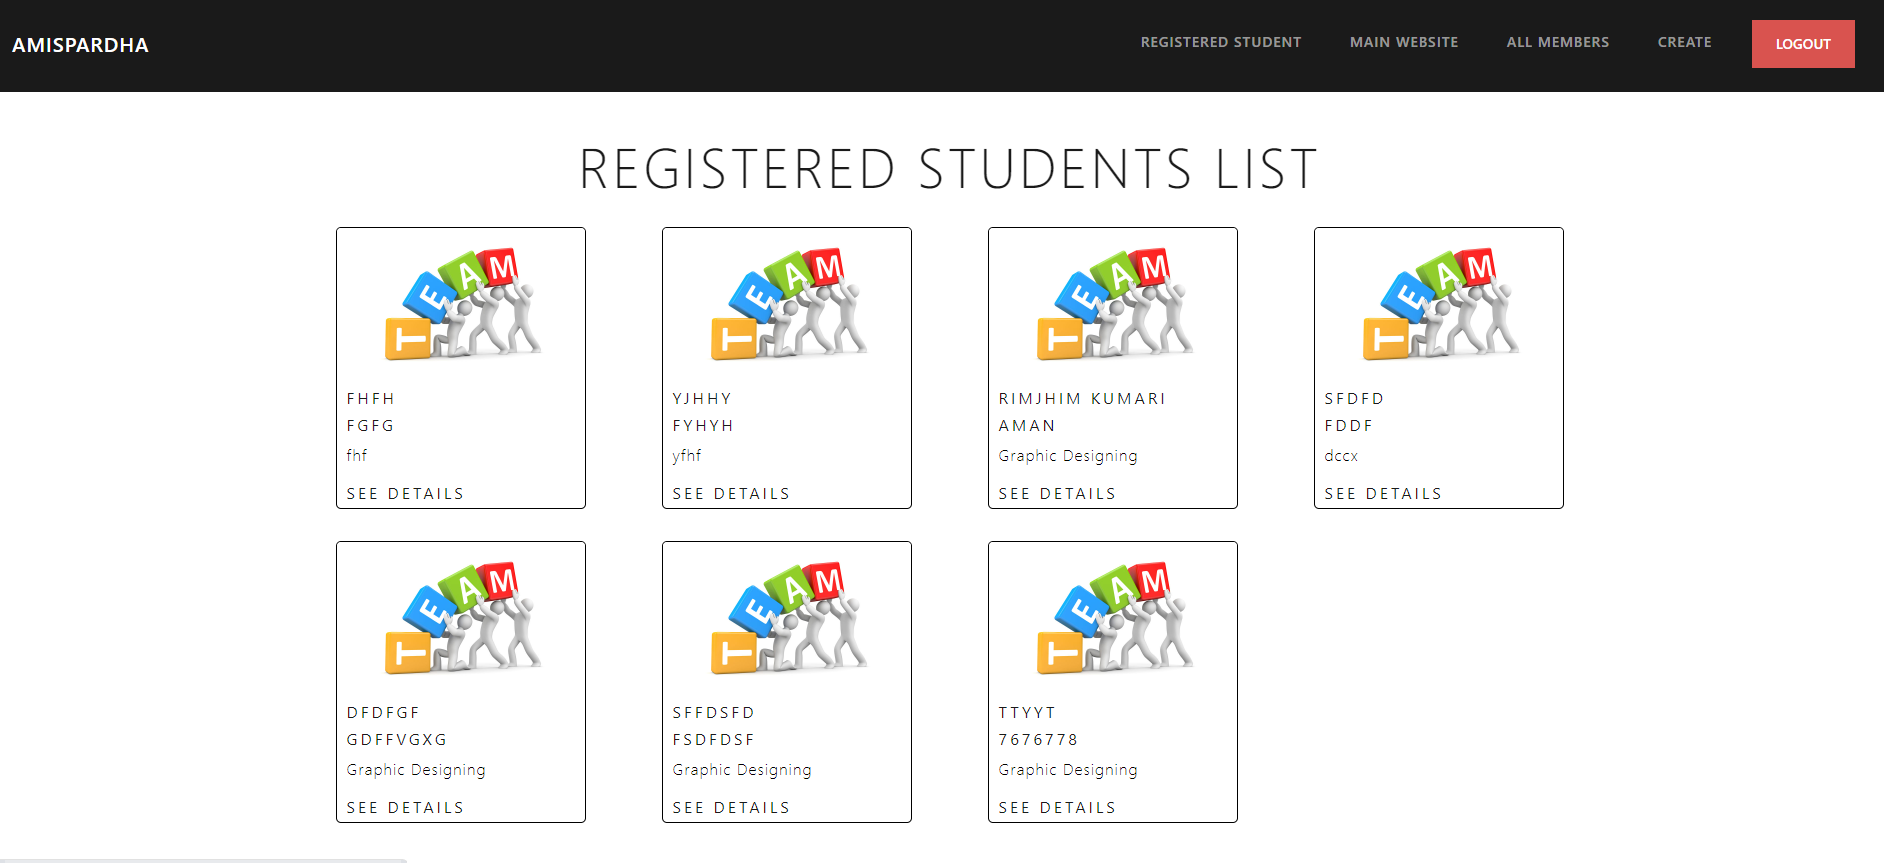 AMISPARDHA
REGISTERED STUDENT
MAIN WEBSITE
ALL MEMBERS
CREATE
LOGOUT
REGISTERED STUDENTS LIST
TEAM
FHFH
FGFG
fhf
SEE DETAILS
TEAM
YJHHY
FYHYH
yfhf
SEE DETAILS
TEAM
RIMJHIM KUMARI
AMAN
Graphic Designing
SEE DETAILS
TEAM
SFDFD
FDDF
dccx
SEE DETAILS
TEAM
DFDFGF
GDFFVGXG
Graphic Designing
SEE DETAILS
TEAM
SFFDSFD
FSDFDSF
Graphic Designing
SEE DETAILS
TEAM
TTYYT
7676778
Graphic Designing
SEE DETAILS